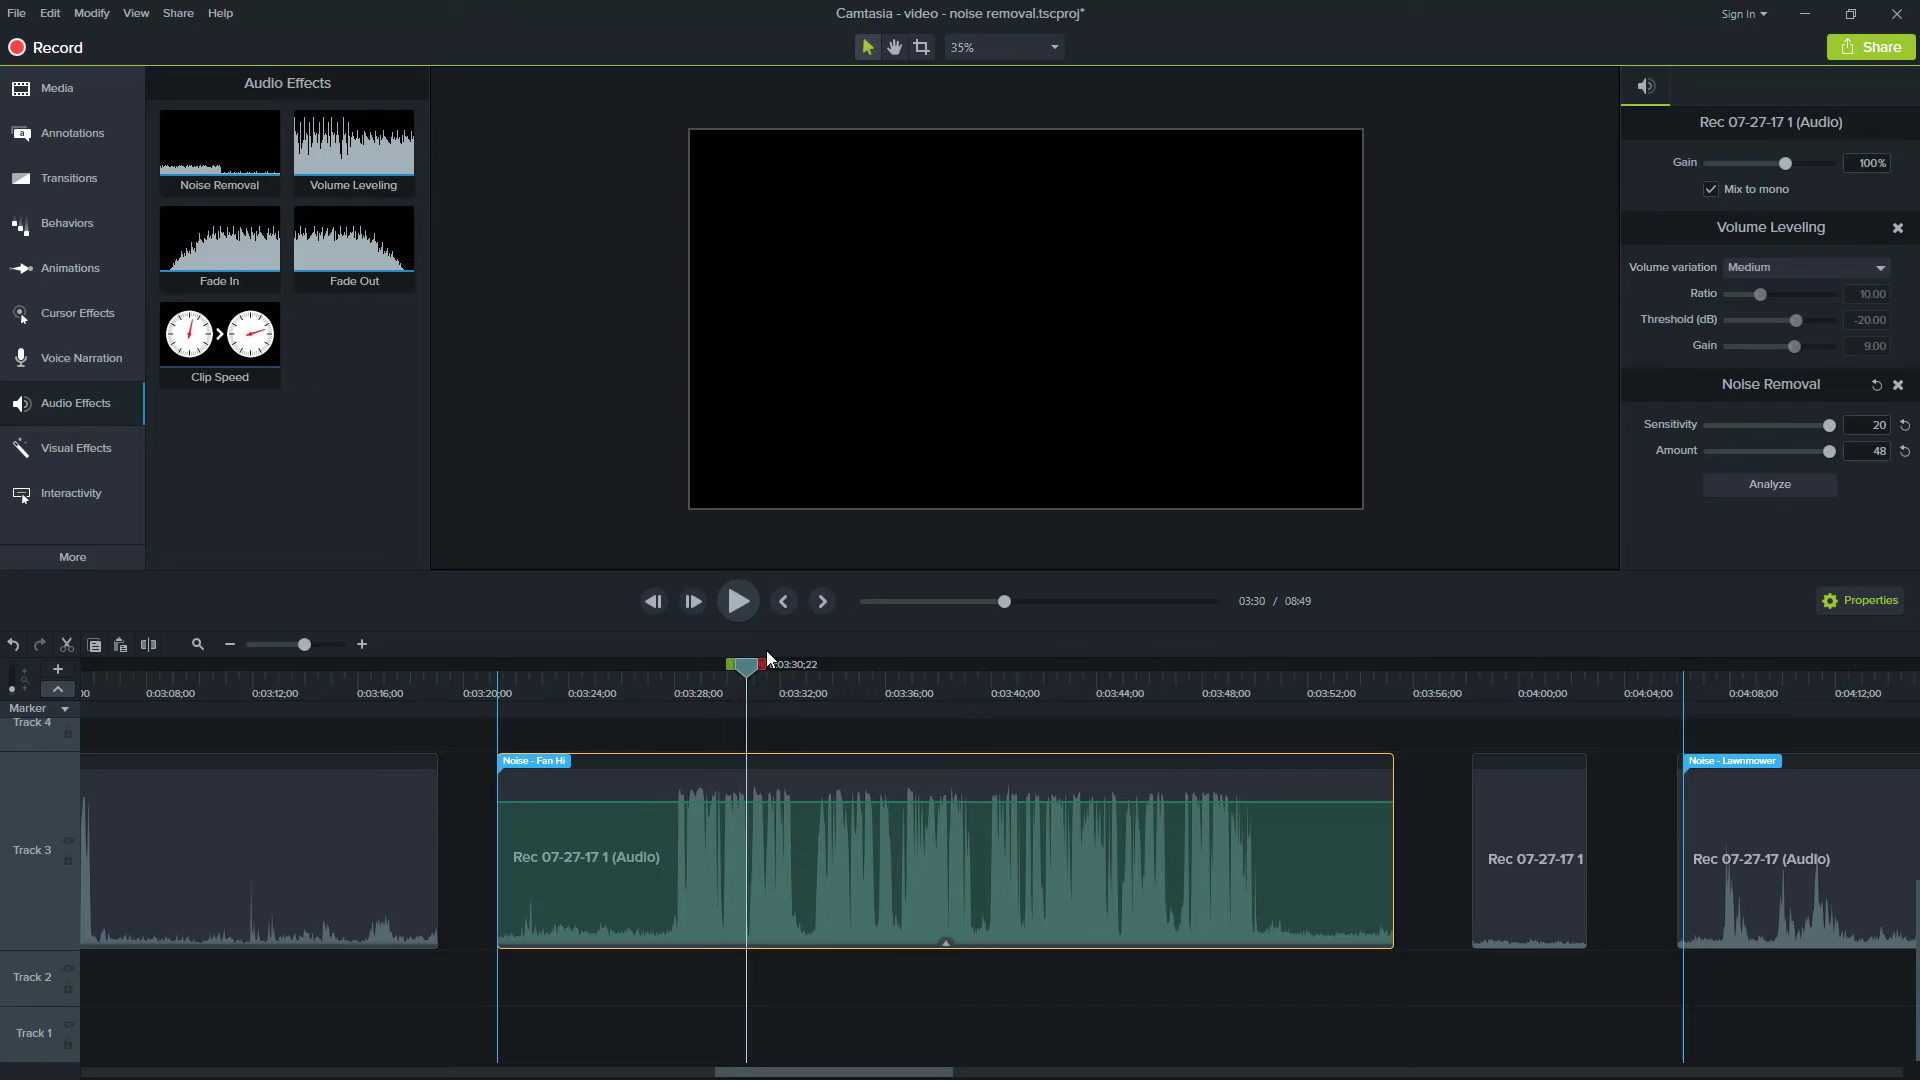 File Edit Modify View Share Help
Camtasia - video - noise removal.tscproj*
Sign In
Record
35%
Share
Media
Annotations
Transitions
Behaviors
Animations
Cursor Effects
Voice Narration
Audio Effects
Visual Effects
Interactivity
More
Audio Effects
Noise Removal
Volume Leveling
Fade In
Fade Out
Clip Speed
Rec 07-27-17 1 (Audio)
Gain 100%
Mix to mono
Volume Leveling
Volume variation Medium
Ratio 10.00
Threshold (dB) -20.00
Gain 9.00
Noise Removal
Sensitivity 20
Amount 48
Analyze
03:30 / 08:49
Properties
:03:30;22
00 0:03:08;00 0:03:12;00 0:03:16;00 0:03:20;00 0:03:24;00 0:03:28;00 0:03:32;00 0:03:36;00 0:03:40;00 0:03:44;00 0:03:48;00 0:03:52;00 0:03:56;00 0:04:00;00 0:04:04;00 0:04:08;00 0:04:12;00
Marker
Track 4
Noise - Fan Hi
Noise - Lawnmower
Track 3
Rec 07-27-17 1 (Audio)
Rec 07-27-17 1
Rec 07-27-17 (Audio)
Track 2
Track 1